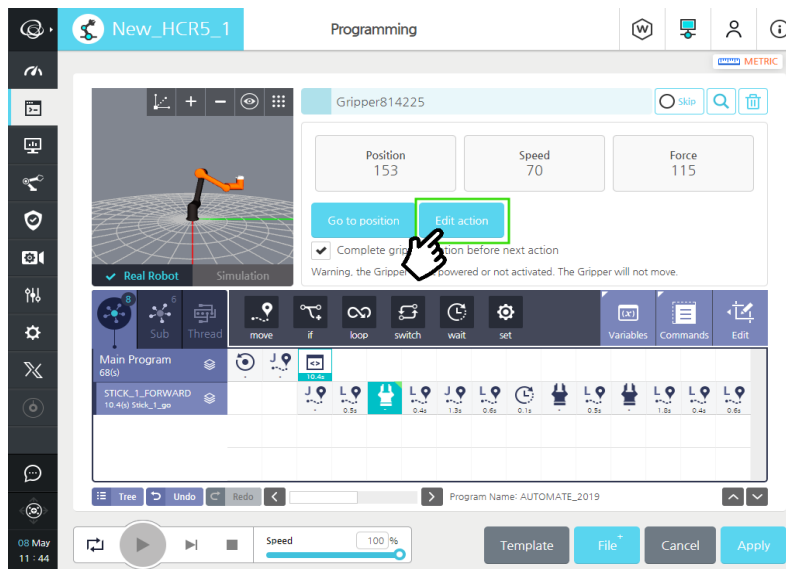 New_HCR5_1
Programming
W
METRIC
Gripper814225
Skip
Position
153
Speed
70
Force
115
Go to position
Edit action
Complete
before next action
Warning, the Gripper
powered or not activated. The Gripper will not move.
Real Robot
Simulation
8
6
Sub
Thread
move
if
loop
switch
wait
set
(x)
Variables
Commands
Edit
Main Program
68(s)
J
10.4s
STICK_1_FORWARD
10.4(s) Stick_1_go
J
L
0.5s
L
0.4s
J
1.3s
L
0.6s
0.1s
L
0.5s
L
1.8s
L
0.4s
L
0.6s
Tree
Undo
Redo
Program Name: AUTOMATE_2019
Speed
100 %
Template
File+
Cancel
Apply
08 May
11 : 44